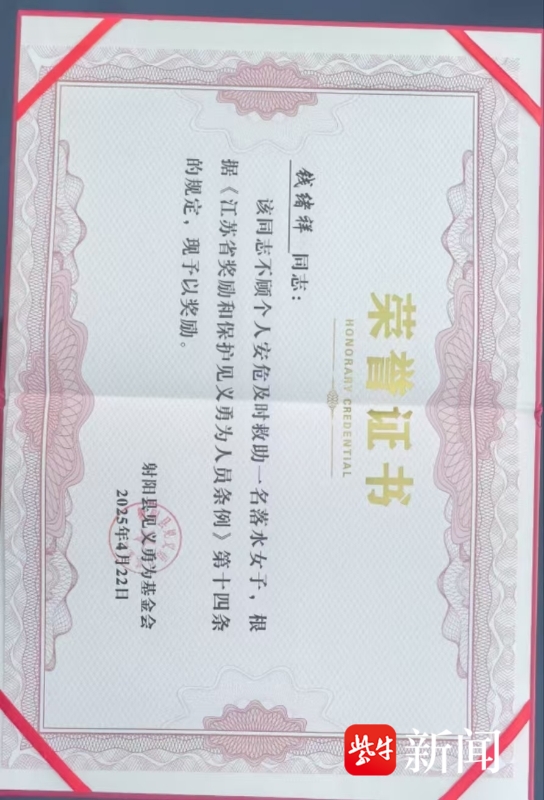 荣誉证书
HONORARY CREDENTIAL
钱绪祥 同志：
该同志不顾个人安危及时救助一名落水女子，根
据《江苏省奖励和保护见义勇为人员条例》第十四条
的规定，现予以奖励。
射阳县见义勇为基金会
2025年4月22日
紫牛新闻